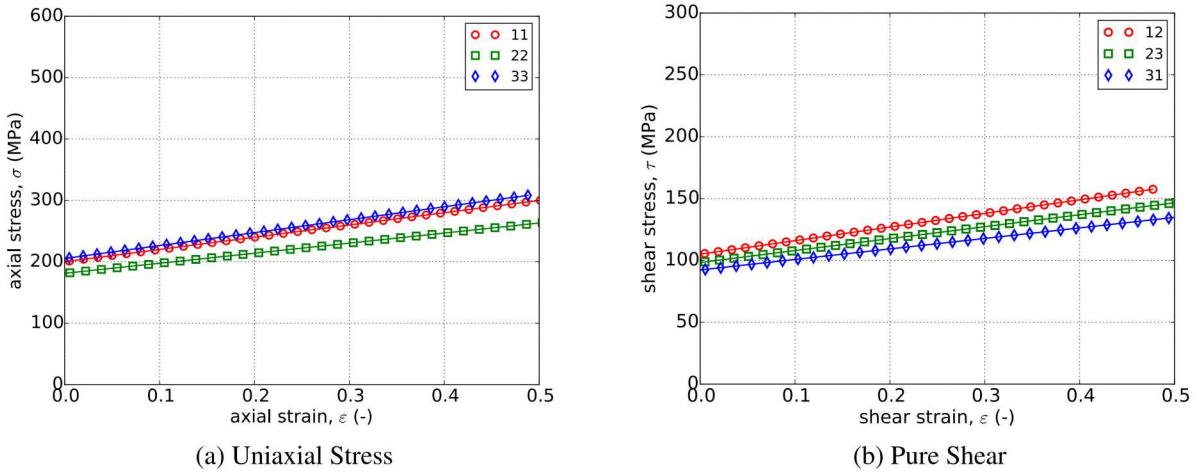 600
500
400
300
200
100
0
0.0 0.1 0.2 0.3 0.4 0.5
axial stress, σ (MPa)
axial strain, ε (-)
11
22
33
(a) Uniaxial Stress
300
250
200
150
100
50
0
0.0 0.1 0.2 0.3 0.4 0.5
shear stress, τ (MPa)
shear strain, ε (-)
12
23
31
(b) Pure Shear